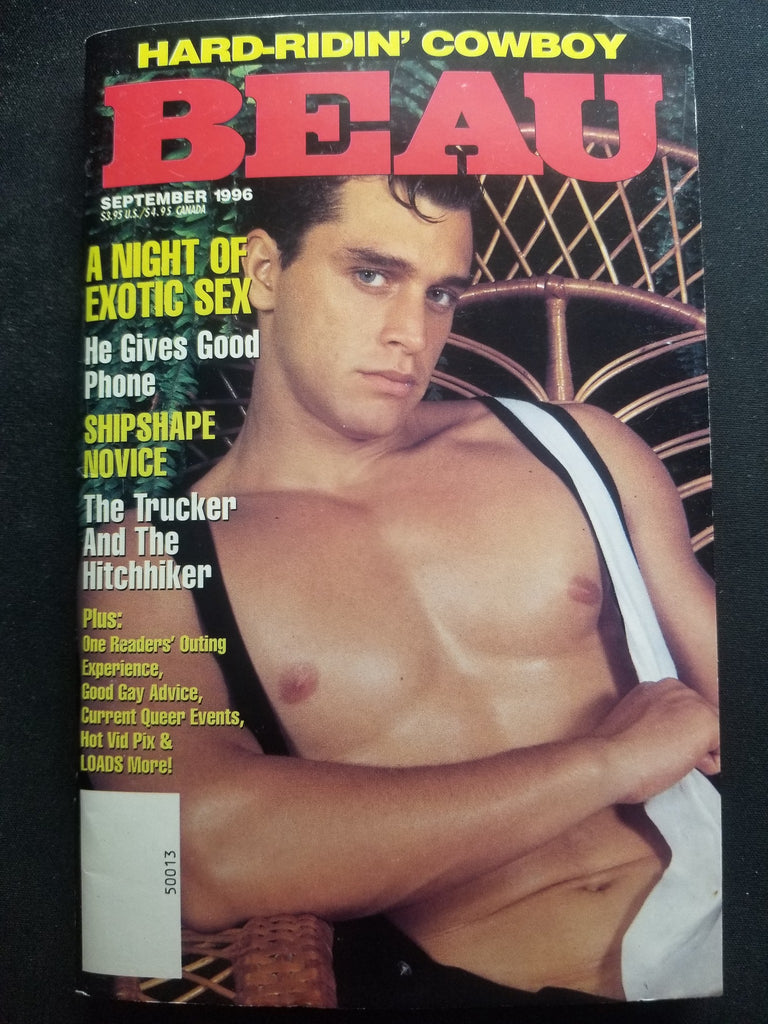 HARD-RIDIN' COWBOY
BEAU
SEPTEMBER 1996
$3.95 U.S./$4.95 CANADA
A NIGHT OF
EXOTIC SEX
He Gives Good
Phone
SHIPSHAPE
NOVICE
The Trucker
And The
Hitchhiker
Plus:
One Readers' Outing
Experience,
Good Gay Advice,
Current Queer Events,
Hot Vid Pix &
LOADS More!
50013